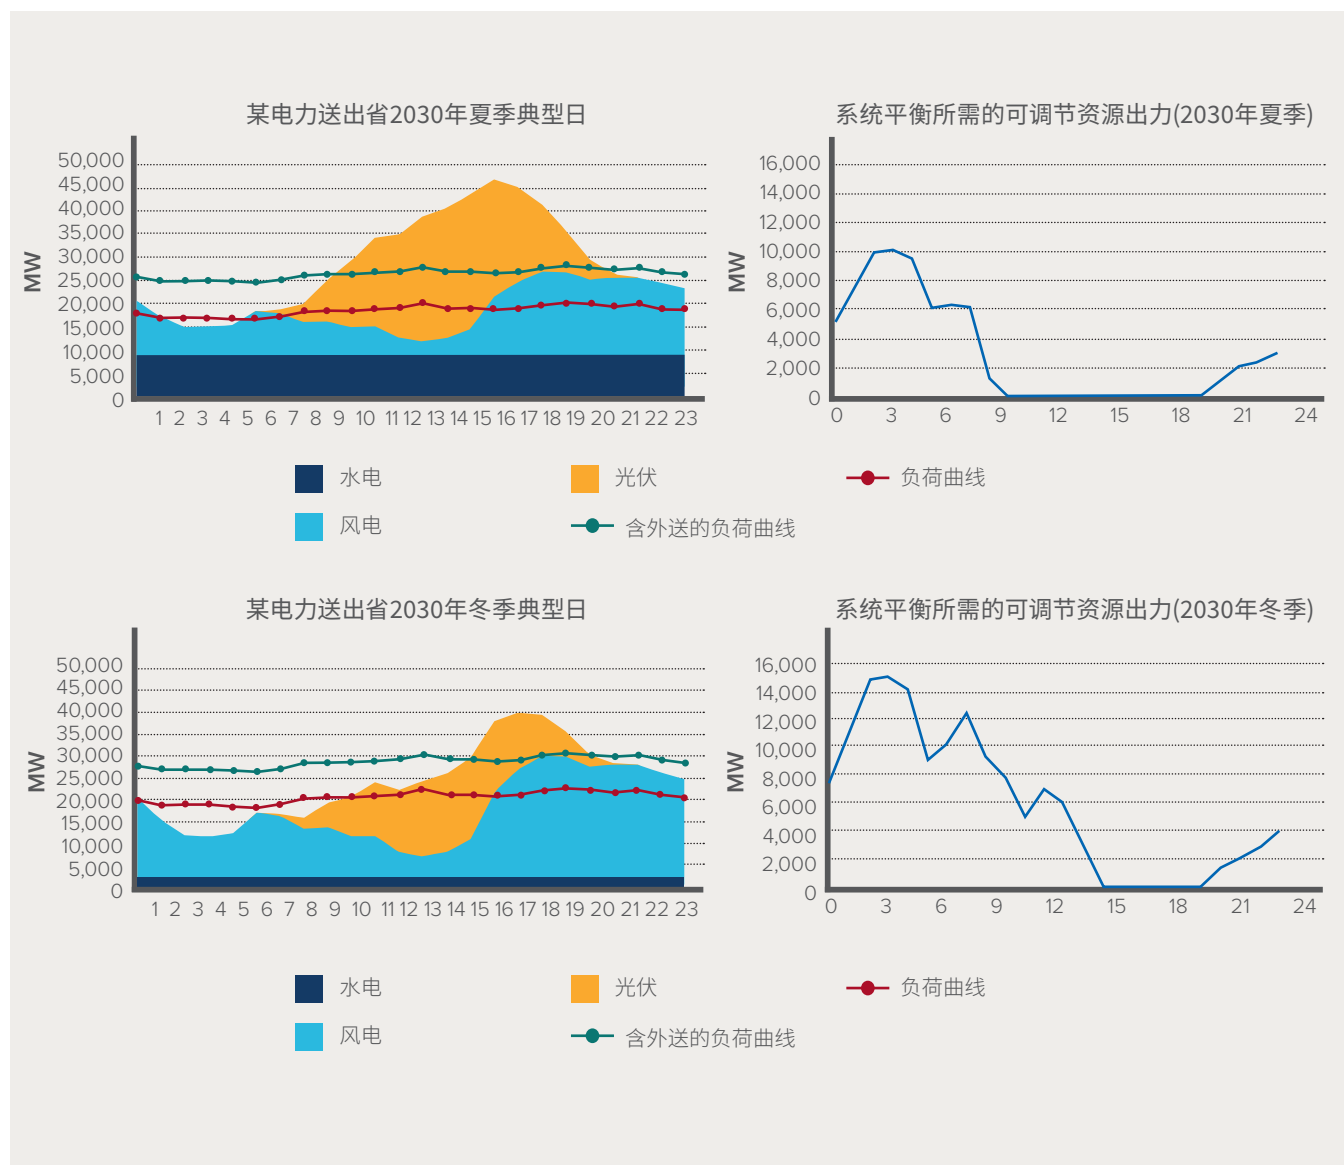 某电力送出省2030年夏季典型日
MW
50,000
45,000
40,000
35,000
30,000
25,000
20,000
15,000
10,000
5,000
0
1 2 3 4 5 6 7 8 9 10 11 12 13 14 15 16 17 18 19 20 21 22 23
系统平衡所需的可调节资源出力(2030年夏季)
MW
16,000
14,000
12,000
10,000
8,000
6,000
4,000
2,000
0
0 3 6 9 12 15 18 21 24
水电
光伏
负荷曲线
风电
含外送的负荷曲线
某电力送出省2030年冬季典型日
MW
50,000
45,000
40,000
35,000
30,000
25,000
20,000
15,000
10,000
5,000
0
1 2 3 4 5 6 7 8 9 10 11 12 13 14 15 16 17 18 19 20 21 22 23
系统平衡所需的可调节资源出力(2030年冬季)
MW
16,000
14,000
12,000
10,000
8,000
6,000
4,000
2,000
0
0 3 6 9 12 15 18 21 24
水电
光伏
负荷曲线
风电
含外送的负荷曲线